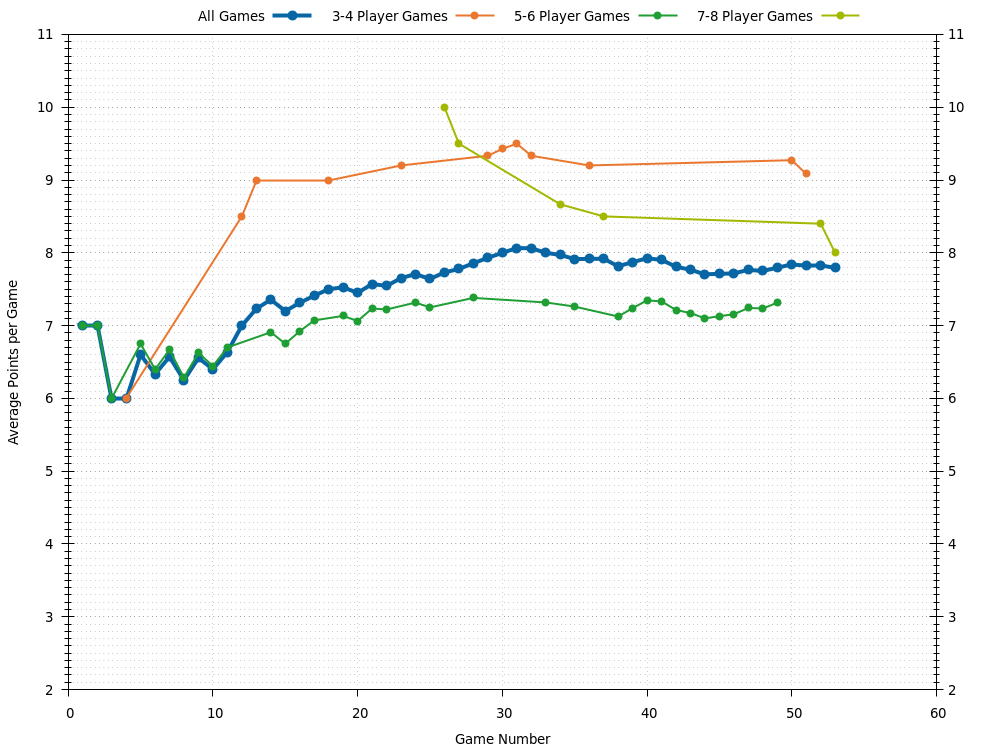 All Games 3-4 Player Games 5-6 Player Games 7-8 Player Games
11 11
10 10
9 9
8 8
7 7
6 6
5 5
4 4
3 3
2 2
Average Points per Game
0 10 20 30 40 50 60
Game Number